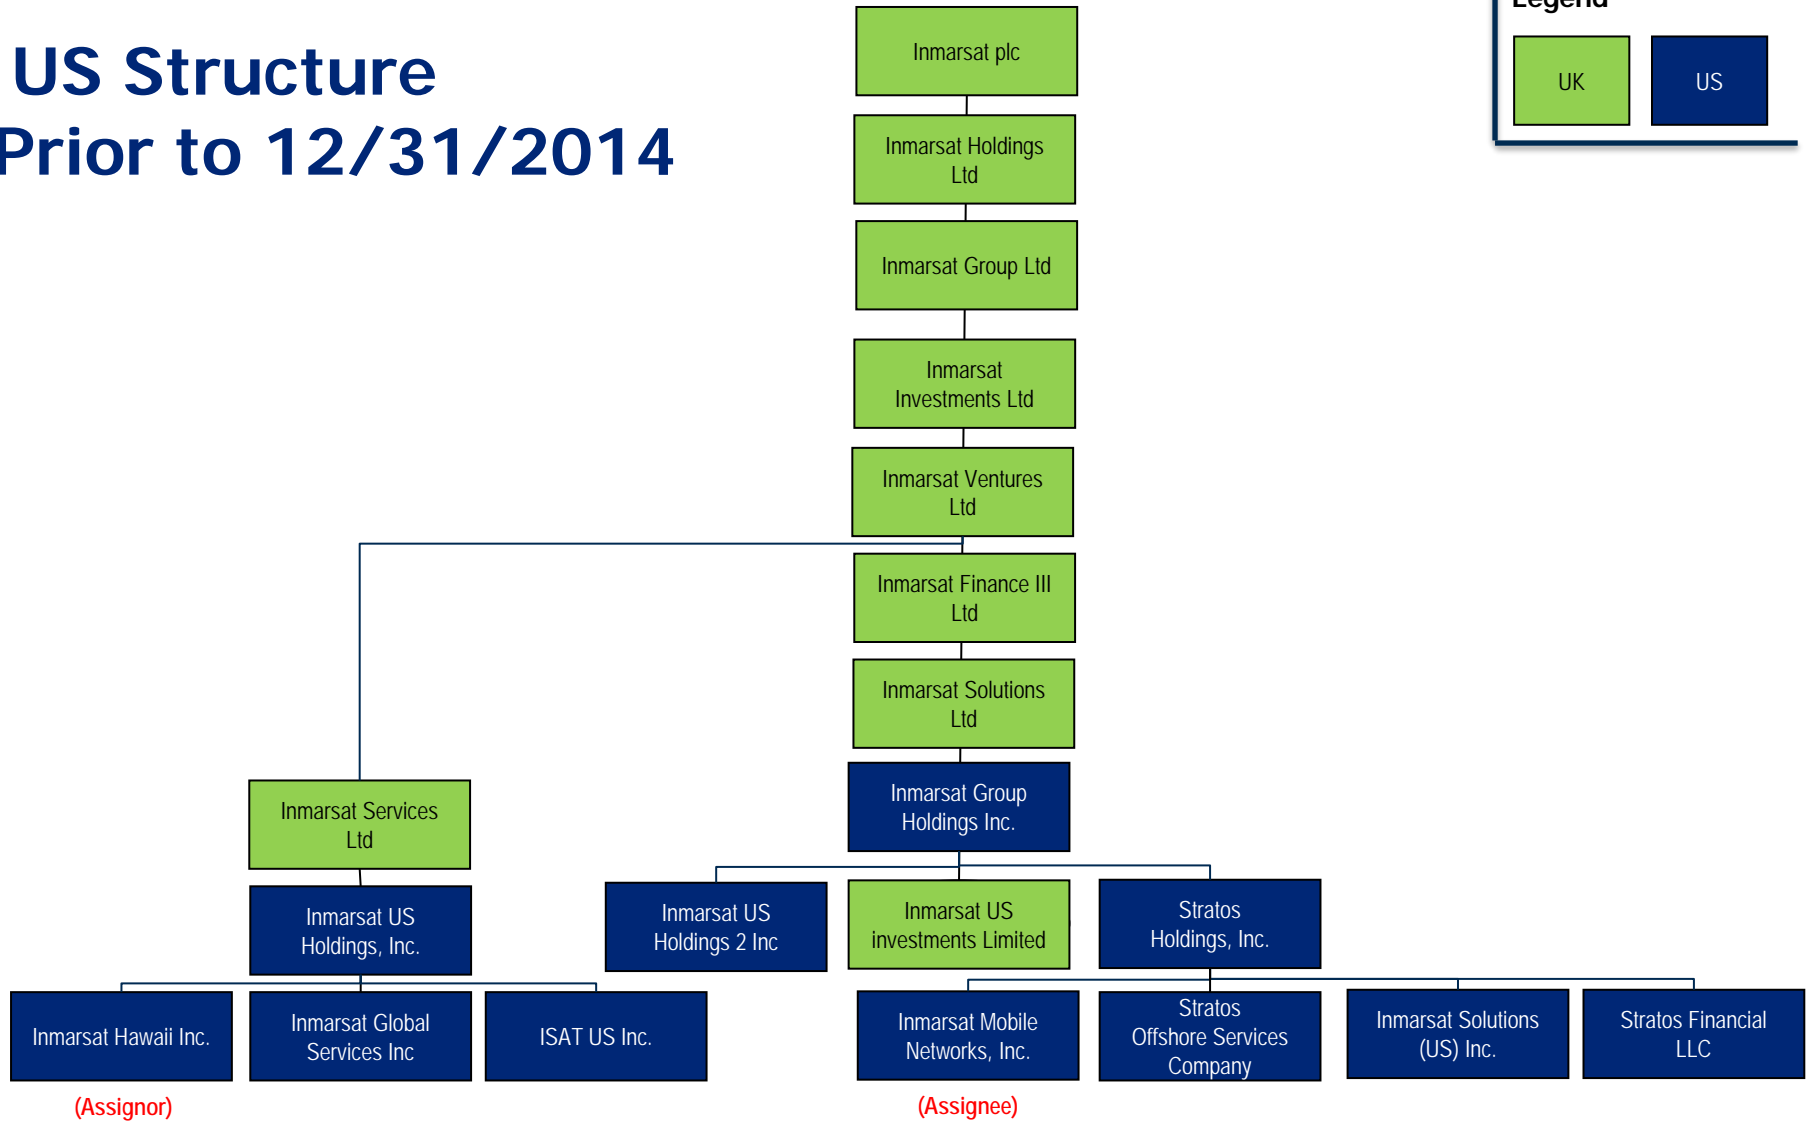 Legend
US Structure
Prior to 12/31/2014
UK
US
Inmarsat plc
Inmarsat Holdings
Ltd
Inmarsat Group Ltd
Inmarsat
Investments Ltd
Inmarsat Ventures
Ltd
Inmarsat Finance III
Ltd
Inmarsat Solutions
Ltd
Inmarsat Services
Ltd
Inmarsat Group
Holdings Inc.
Inmarsat US
Holdings, Inc.
Inmarsat US
Holdings 2 Inc
Inmarsat US
investments Limited
Stratos
Holdings, Inc.
Inmarsat Hawaii Inc.
Inmarsat Global
Services Inc
ISAT US Inc.
Inmarsat Mobile
Networks, Inc.
Stratos
Offshore Services
Company
Inmarsat Solutions
(US) Inc.
Stratos Financial
LLC
(Assignor)
(Assignee)